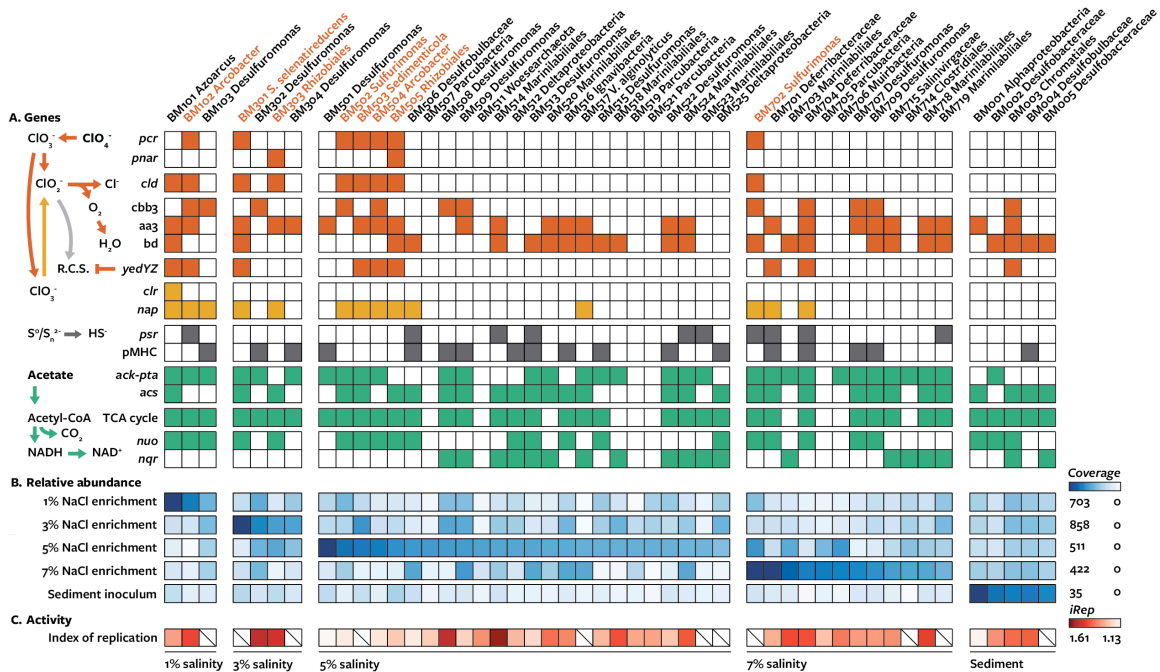 BM101 Azoarcus
BM102 Arcobacter
BM103 Desulfuromonas
BM301 S. selenatireducens
BM302 Desulfuromonas
BM303 Rhizobiales
BM304 Desulfuromonas
BM501 Desulfuromonas
BM502 Sulfurimonas
BM503 Sedimenticola
BM504 Arcobacter
BM505 Rhizobiales
BM506 Desulfobulbaceae
BM507 Parcubacteria
BM508 Desulfuromonas
BM509 Desulfuromonas
BM511 Woesearchaeota
BM514 Marinilabiliales
BM512 Deltaproteobacteria
BM513 Desulfuromonas
BM520 Marinilabiliales
BM516 Ignavibacteria
BM517 V. alginolyticus
BM515 Desulfuromonas
BM518 Marinilabiliales
BM519 Parcubacteria
BM521 Parcubacteria
BM522 Desulfuromonas
BM524 Marinilabiliales
BM523 Marinilabiliales
BM525 Deltaproteobacteria
BM702 Sulfurimonas
BM701 Deferribacteraceae
BM703 Marinilabiliales
BM704 Deferribacteraceae
BM705 Parcubacteria
BM706 Nitrincola
BM707 Desulfuromonas
BM709 Desulfuromonas
BM715 Salinivirgaceae
BM714 Clostridiales
BM718 Marinilabiliales
BM719 Marinilabiliales
BM001 Alphaproteobacteria
BM002 Desulfobacteraceae
BM003 Chromatiales
BM004 Desulfobulbaceae
BM005 Desulfobacteraceae
A. Genes
ClO₃⁻ ClO₄⁻ pcr
pnar
ClO₂⁻ Cl⁻ cld
O₂ cbb3
aa3
H₂O bd
R.C.S. yedYZ
ClO₃⁻ clr
nap
S⁰/Sₙ²⁻ HS⁻ psr
pMHC
Acetate ack-pta
acs
Acetyl-CoA TCA cycle
CO₂
nuo
NADH NAD⁺ nqr
B. Relative abundance Coverage
1% NaCl enrichment 703 0
3% NaCl enrichment 858 0
5% NaCl enrichment 511 0
7% NaCl enrichment 422 0
Sediment inoculum 35 0
C. Activity iRep
Index of replication 1.61 1.13
1% salinity 3% salinity 5% salinity 7% salinity Sediment